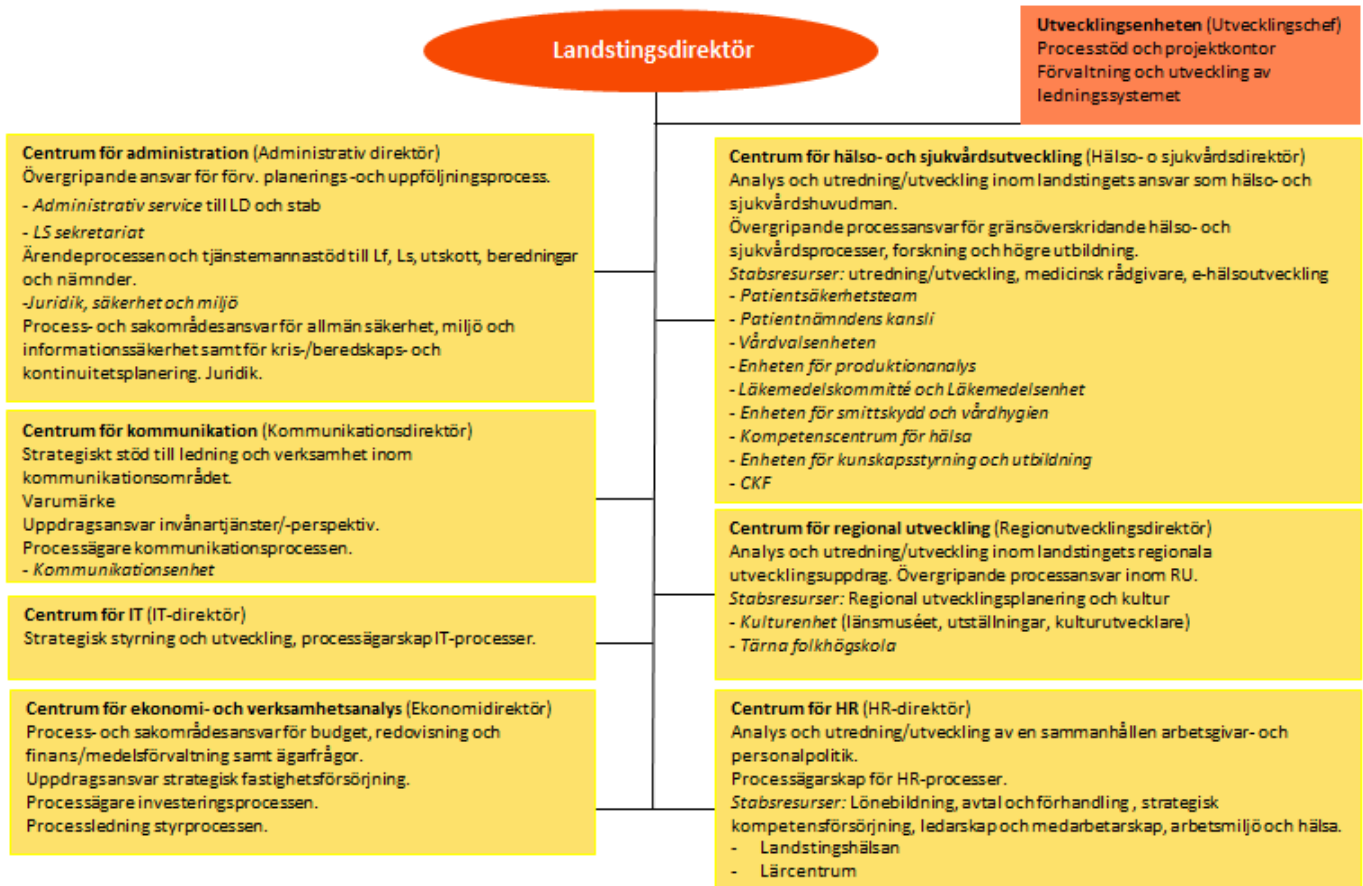 Landstingsdirektör
Utvecklingsenheten (Utvecklingschef)
Processtöd och projektkontor
Förvaltning och utveckling av
ledningssystemet
Centrum för administration (Administrativ direktör)
Övergripande ansvar för förv. planerings -och uppföljningsprocess.
- Administrativ service till LD och stab
- LS sekretariat
Ärendeprocessen och tjänstemannastöd till Lf, Ls, utskott, beredningar
och nämnder.
-Juridik, säkerhet och miljö
Process- och sakområdesansvar för allmän säkerhet, miljö och
informationssäkerhet samt för kris-/beredskaps- och
kontinuitetsplanering. Juridik.
Centrum för kommunikation (Kommunikationsdirektör)
Strategiskt stöd till ledning och verksamhet inom
kommunikationsområdet.
Varumärke
Uppdragsansvar invånartjänster/-perspektiv.
Processägare kommunikationsprocessen.
- Kommunikationsenhet
Centrum för IT (IT-direktör)
Strategisk styrning och utveckling, processägarskap IT-processer.
Centrum för ekonomi- och verksamhetsanalys (Ekonomidirektör)
Process- och sakområdesansvar för budget, redovisning och
finans/medelsförvaltning samt ägarfrågor.
Uppdragsansvar strategisk fastighetsförsörjning.
Processägare investeringsprocessen.
Processledning styrprocessen.
Centrum för hälso- och sjukvårdsutveckling (Hälso- o sjukvårdsdirektör)
Analys och utredning/utveckling inom landstingets ansvar som hälso- och
sjukvårdshuvudman.
Övergripande processansvar för gränsöverskridande hälso- och
sjukvårdsprocesser, forskning och högre utbildning.
Stabsresurser: utredning/utveckling, medicinsk rådgivare, e-hälsoutveckling
- Patientsäkerhetsteam
- Patientnämndens kansli
- Vårdvalsenheten
- Enheten för produktionanalys
- Läkemedelskommitté och Läkemedelsenhet
- Enheten för smittskydd och vårdhygien
- Kompetenscentrum för hälsa
- Enheten för kunskapsstyrning och utbildning
- CKF
Centrum för regional utveckling (Regionutvecklingsdirektör)
Analys och utredning/utveckling inom landstingets regionala
utvecklingsuppdrag. Övergripande processansvar inom RU.
Stabsresurser: Regional utvecklingsplanering och kultur
- Kulturenhet (länsmuséet, utställningar, kulturutvecklare)
- Tärna folkhögskola
Centrum för HR (HR-direktör)
Analys och utredning/utveckling av en sammanhållen arbetsgivar- och
personalpolitik.
Processägarskap för HR-processer.
Stabsresurser: Lönebildning, avtal och förhandling , strategisk
kompetensförsörjning, ledarskap och medarbetarskap, arbetsmiljö och hälsa.
- Landstingshälsan
- Lärcentrum